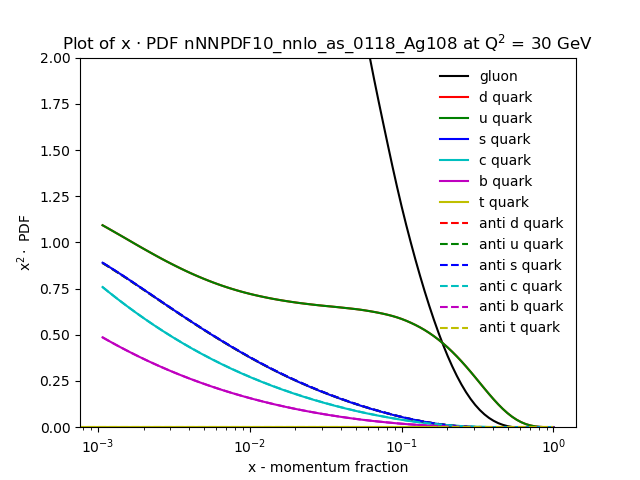 Plot of x · PDF nNNPDF10_nnlo_as_0118_Ag108 at Q² = 30 GeV
2.00
1.75
1.50
1.25
1.00
0.75
0.50
0.25
0.00
x²· PDF
gluon
d quark
u quark
s quark
c quark
b quark
t quark
anti d quark
anti u quark
anti s quark
anti c quark
anti b quark
anti t quark
10⁻³ 10⁻² 10⁻¹ 10⁰
x - momentum fraction